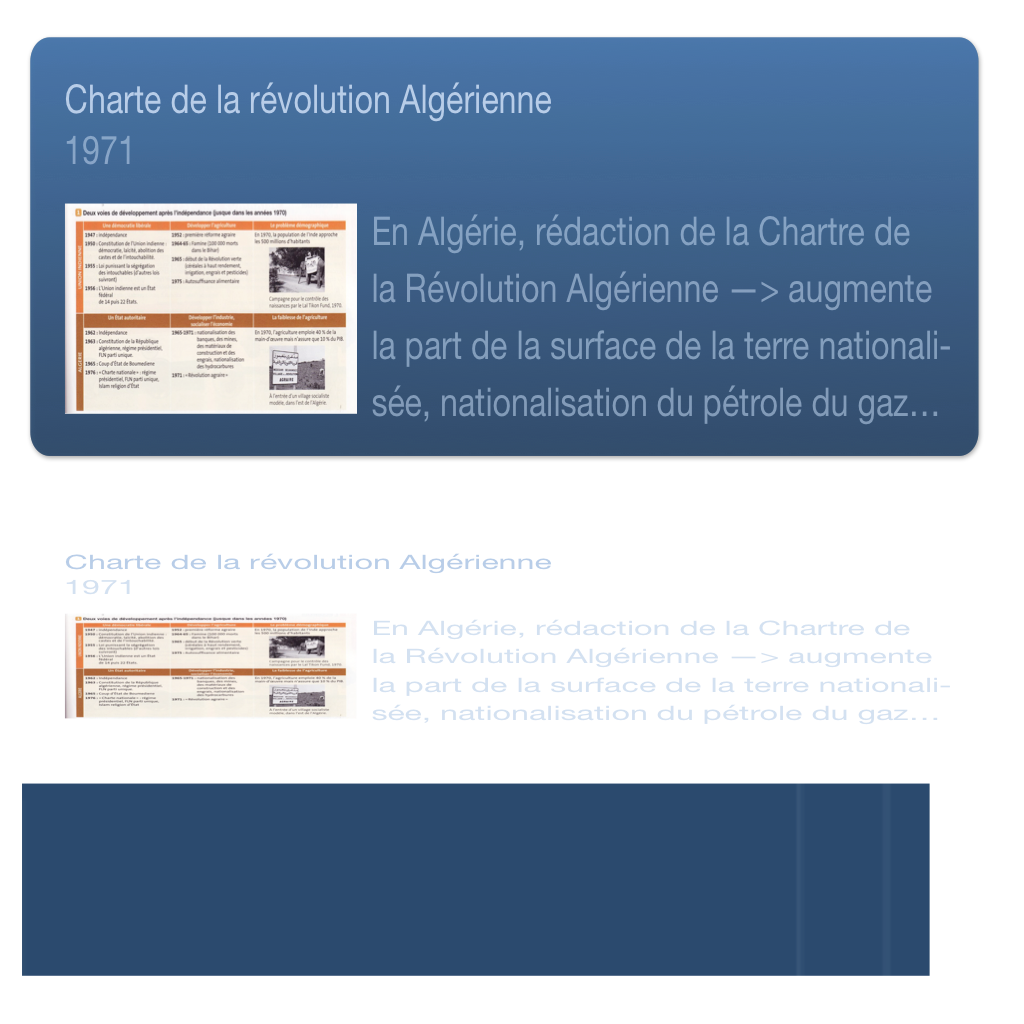 Charte de la révolution Algérienne
1971
1 Deux voies de développement après l'indépendance (jusque dans les années 1970)
Une démocratie libérale
Développer l'agriculture
Le problème démographique
UNION INDIENNE
1947 : Indépendance
1950 : Constitution de l'Union indienne :
démocratie, laïcité, abolition des
castes et de l'intouchabilité.
1955 : Loi punissant la ségrégation
des intouchables (d'autres lois
suivront)
1956 : L'Union indienne est un État
fédéral
de 14 puis 22 États.
1952 : première réforme agraire
1964-65 : Famine (100 000 morts
dans le Bihar)
1965 : début de la Révolution verte
(céréales à haut rendement,
irrigation, engrais et pesticides)
1975 : Autosuffisance alimentaire
En 1970, la population de l'Inde approche
les 500 millions d'habitants
Campagne pour le contrôle des
naissances par le Lal Tikon Fund, 1970.
Un État autoritaire
Développer l'industrie,
socialiser l'économie
La faiblesse de l'agriculture
ALGÉRIE
1962 : Indépendance
1963 : Constitution de la République
algérienne, régime présidentiel,
FLN parti unique.
1965 : Coup d'État de Boumediene
1976 : « Charte nationale » : régime
présidentiel, FLN parti unique,
Islam religion d'État
1965-1971 : nationalisation des
banques, des mines,
des matériaux de
construction et des
engrais, nationalisation
des hydrocarbures
1971 : « Révolution agraire »
En 1970, l'agriculture emploie 40 % de la
main-d'œuvre mais n'assure que 10 % du PIB.
AGRAIRE
À l'entrée d'un village socialiste
modèle, dans l'est de l'Algérie.
En Algérie, rédaction de la Chartre de
la Révolution Algérienne —> augmente
la part de la surface de la terre nationali-
sée, nationalisation du pétrole du gaz…
Charte de la révolution Algérienne
1971
En Algérie, rédaction de la Chartre de
la Révolution Algérienne —> augmente
la part de la surface de la terre nationali-
sée, nationalisation du pétrole du gaz…